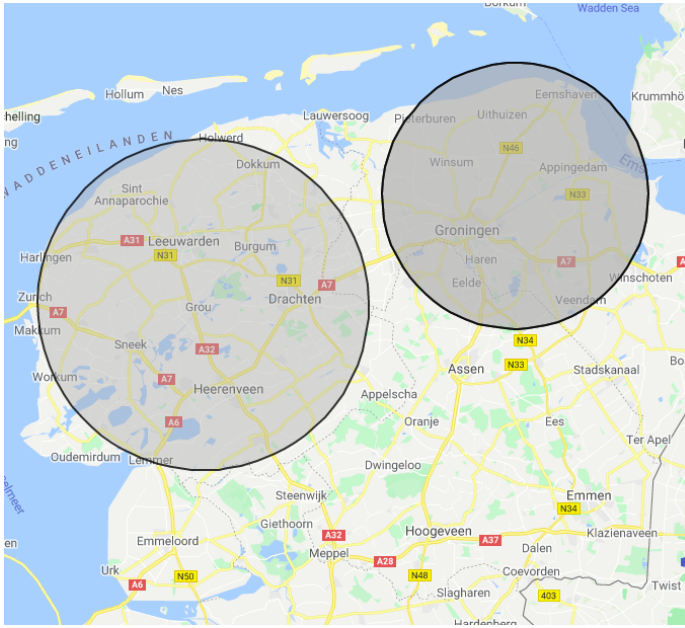 Borkum
Wadden Sea
Hollum
Nes
Eemshaven
Krummhö
helling
Lauwersoog
Pieterburen
Uithuizen
WADDENEILANDEN
Holwerd
N46
Ems
Dokkum
Winsum
Appingedam
Sint
Annaparochie
N33
A31
Leeuwarden
Burgum
Groningen
Harlingen
N31
Haren
A7
A
N31
A7
Eelde
Winschoten
Zurich
Drachten
Veendam
A7
Grou
Makkum
Sneek
A32
N34
Assen
N33
Stadskanaal
Bo
Workum
A7
Heerenveen
Appelscha
A6
Oranje
Ees
Oudemirdum
Lemmer
Ter Apel
Dwingeloo
selmeer
Steenwijk
Emmen
Giethoorn
N34
Emmeloord
A32
Hoogeveen
Klazienaveen
en
Meppel
A37
Dalen
A28
Urk
N50
N48
Coevorden
A6
Slagharen
403
Twist
Hardenberg